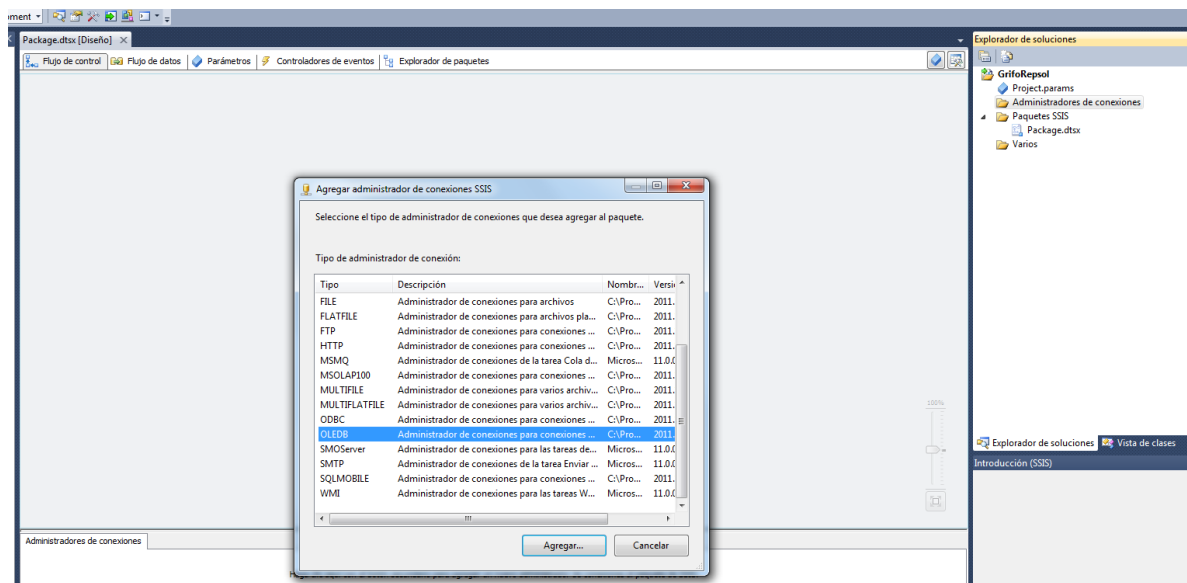 oment
Package.dtsx [Diseño]
Flujo de control Flujo de datos Parámetros Controladores de eventos Explorador de paquetes
Explorador de soluciones
GrifoRepsol
Project.params
Administradores de conexiones
Paquetes SSIS
Package.dtsx
Varios
Agregar administrador de conexiones SSIS
Seleccione el tipo de administrador de conexiones que desea agregar al paquete.
Tipo de administrador de conexión:
Tipo Descripción Nombr... Versi
FILE Administrador de conexiones para archivos C:\Pro... 2011.
FLATFILE Administrador de conexiones para archivos pla... C:\Pro... 2011.
FTP Administrador de conexiones para conexiones ... C:\Pro... 2011.
HTTP Administrador de conexiones para conexiones ... C:\Pro... 2011.
MSMQ Administrador de conexiones de la tarea Cola d... Micros... 11.0.0
MSOLAP100 Administrador de conexiones para conexiones ... C:\Pro... 2011.
MULTIFILE Administrador de conexiones para varios archiv... C:\Pro... 2011.
MULTIFLATFILE Administrador de conexiones para varios archiv... C:\Pro... 2011.
ODBC Administrador de conexiones para conexiones ... C:\Pro... 2011.
OLEDB Administrador de conexiones para conexiones ... C:\Pro... 2011.
SMOServer Administrador de conexiones para las tareas de... Micros... 11.0.0
SMTP Administrador de conexiones de la tarea Enviar ... Micros... 11.0.0
SQLMOBILE Administrador de conexiones para conexiones ... C:\Pro... 2011.
WMI Administrador de conexiones para las tareas W... Micros... 11.0.0
Agregar... Cancelar
100%
Explorador de soluciones Vista de clases
Introducción (SSIS)
Administradores de conexiones